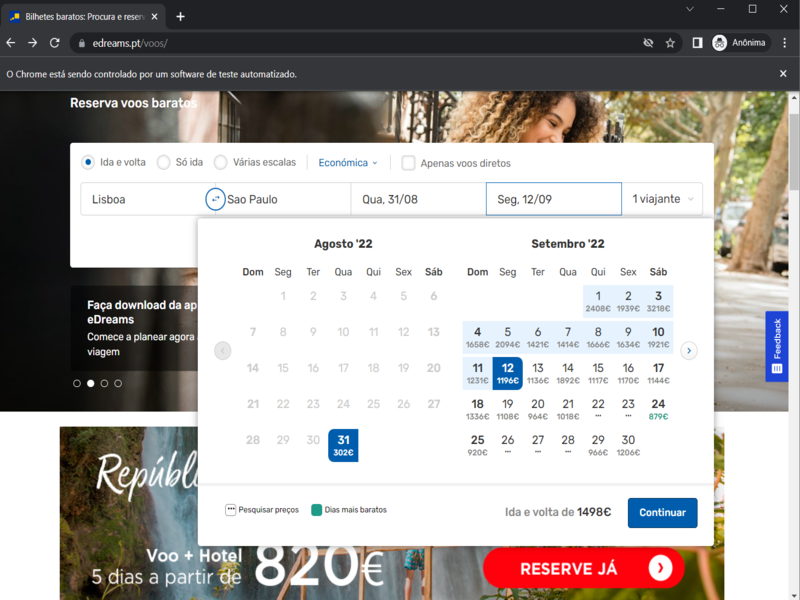 Bilhetes baratos: Procura e reser
edreams.pt/voos/
Anônima
O Chrome está sendo controlado por um software de teste automatizado.
Reserva voos baratos
Ida e volta
Só ida
Várias escalas
Económica
Apenas voos diretos
Lisboa
Sao Paulo
Qua, 31/08
Seg, 12/09
1 viajante
Agosto '22
Dom Seg Ter Qua Qui Sex Sáb
1 2 3 4 5 6
7 8 9 10 11 12 13
14 15 16 17 18 19 20
21 22 23 24 25 26 27
28 29 30 31
302€
Setembro '22
Dom Seg Ter Qua Qui Sex Sáb
1 2 3
2408€ 1939€ 3218€
4 5 6 7 8 9 10
1658€ 2094€ 1421€ 1414€ 1666€ 1634€ 1921€
11 12 13 14 15 16 17
1231€ 1196€ 1136€ 1892€ 1117€ 1170€ 1144€
18 19 20 21 22 23 24
1336€ 1108€ 964€ 1018€ ... ... 879€
25 26 27 28 29 30
920€ ... ... ... 966€ 1206€
Pesquisar preços
Dias mais baratos
Ida e volta de 1498€
Continuar
Faça download da ap
eDreams
Comece a planear agora
viagem
Feedback
Repúbl
Voo + Hotel
5 dias a partir de
820€
RESERVE JÁ